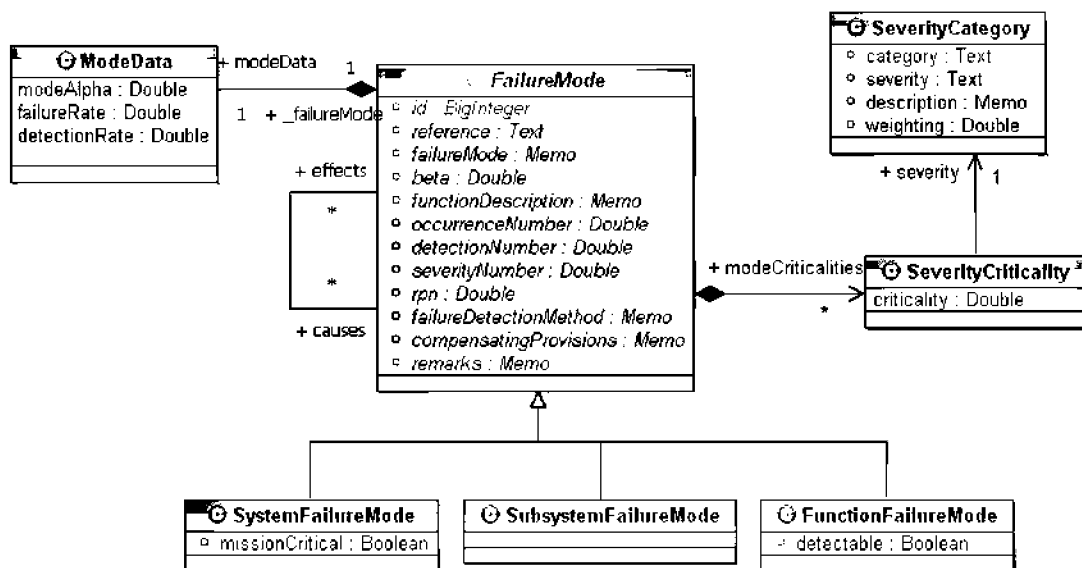 ModeData
modeAlpha : Double
failureRate : Double
detectionRate : Double
+ modeData
1
1
+ _failureMode
FailureMode
id : BigInteger
reference : Text
failureMode : Memo
beta : Double
functionDescription : Memo
occurrenceNumber : Double
detectionNumber : Double
severityNumber : Double
rpn : Double
failureDetectionMethod : Memo
compensatingProvisions : Memo
remarks : Memo
+ effects
*
*
+ causes
SeverityCategory
category : Text
severity : Text
description : Memo
weighting : Double
+ severity
1
+ modeCriticalities
*
SeverityCriticality
criticality : Double
SystemFailureMode
missionCritical : Boolean
SubsystemFailureMode
FunctionFailureMode
detectable : Boolean